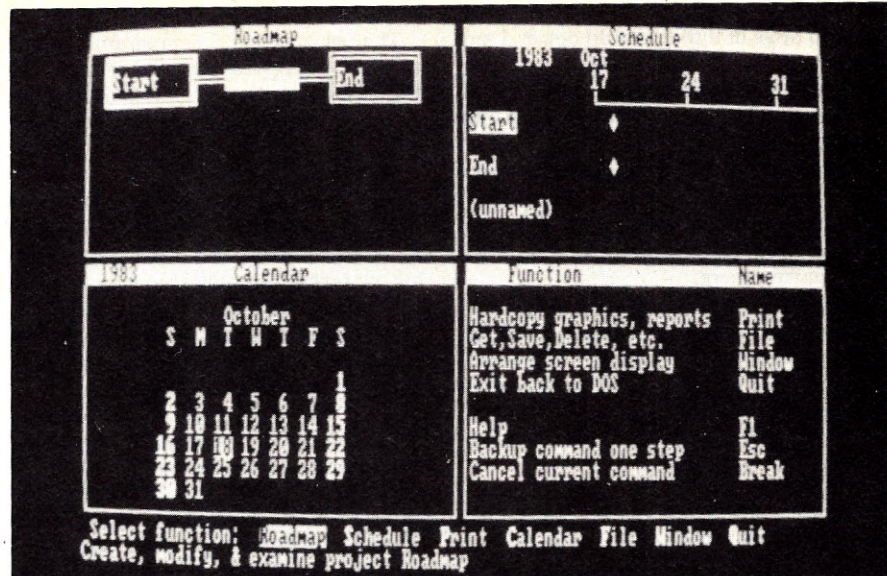 Roadmap
Start
End
Schedule
1983 Oct
17 24 31
Start
End
(unnamed)
1983 Calendar
October
S M T W T F S
1
2 3 4 5 6 7 8
9 10 11 12 13 14 15
16 17 18 19 20 21 22
23 24 25 26 27 28 29
30 31
Function Name
Hardcopy graphics, reports Print
Get,Save,Delete, etc. File
Arrange screen display Window
Exit back to DOS Quit
Help F1
Backup command one step Esc
Cancel current command Break
Select function: Roadmap Schedule Print Calendar File Window Quit
Create, modify, & examine project Roadmap